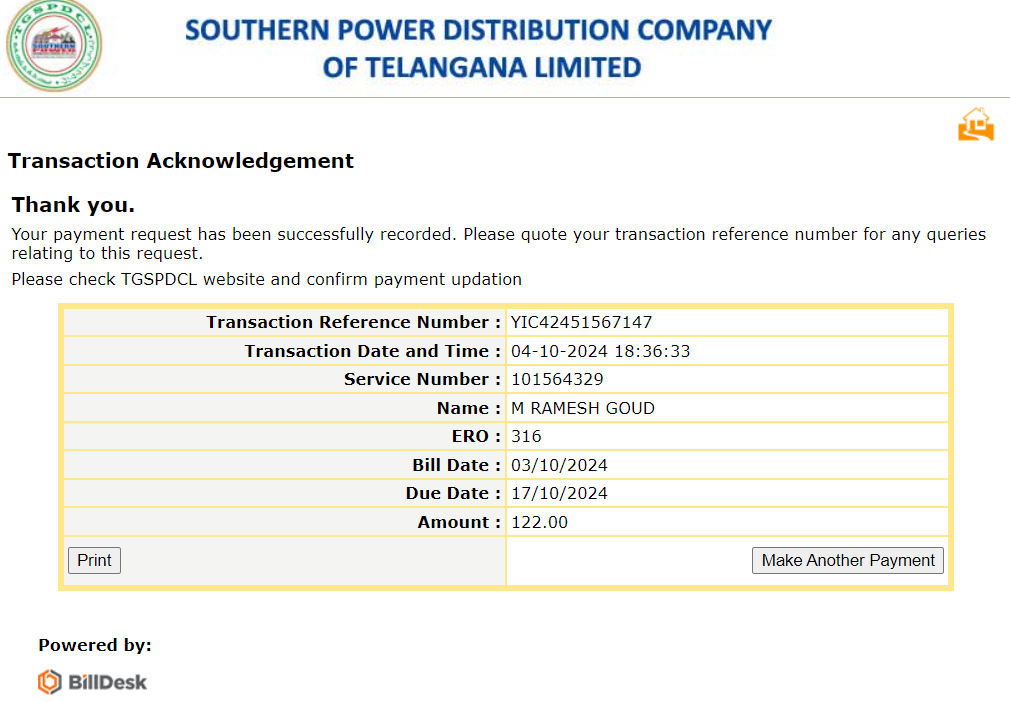 TGSPDCL
SOUTHERN
POWER
SOUTHERN POWER DISTRIBUTION COMPANY
OF TELANGANA LIMITED
Transaction Acknowledgement
Thank you.
Your payment request has been successfully recorded. Please quote your transaction reference number for any queries
relating to this request.
Please check TGSPDCL website and confirm payment updation
Transaction Reference Number : YIC42451567147
Transaction Date and Time : 04-10-2024 18:36:33
Service Number : 101564329
Name : M RAMESH GOUD
ERO : 316
Bill Date : 03/10/2024
Due Date : 17/10/2024
Amount : 122.00
Print Make Another Payment
Powered by:
BillDesk